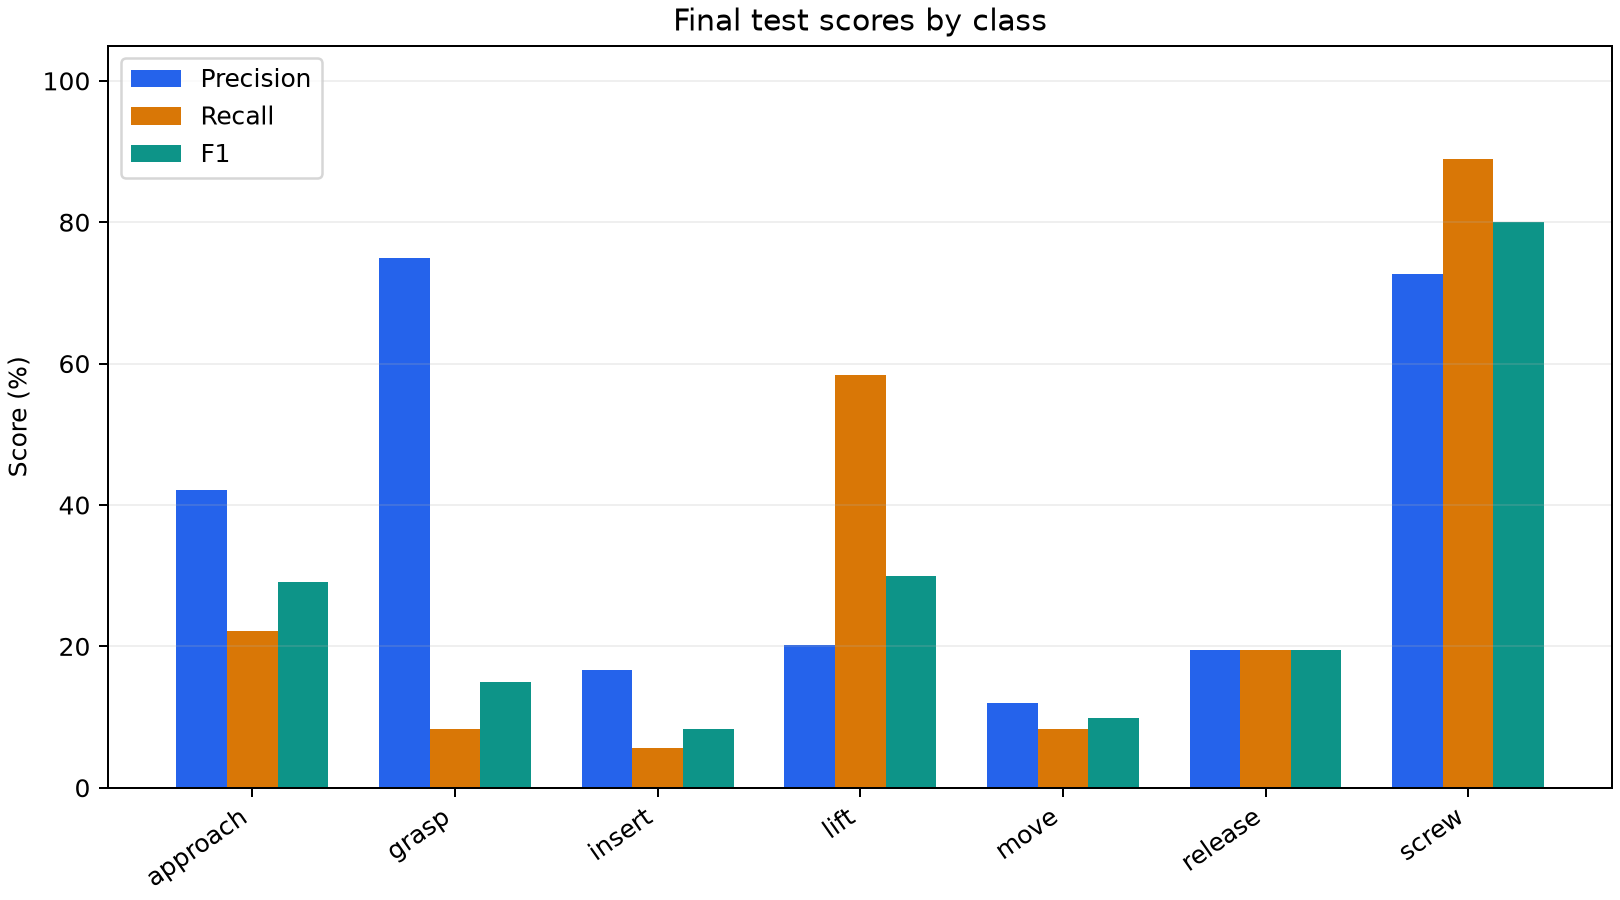 Final test scores by class
Precision
Recall
F1
Score (%)
100
80
60
40
20
0
approach
grasp
insert
lift
move
release
screw